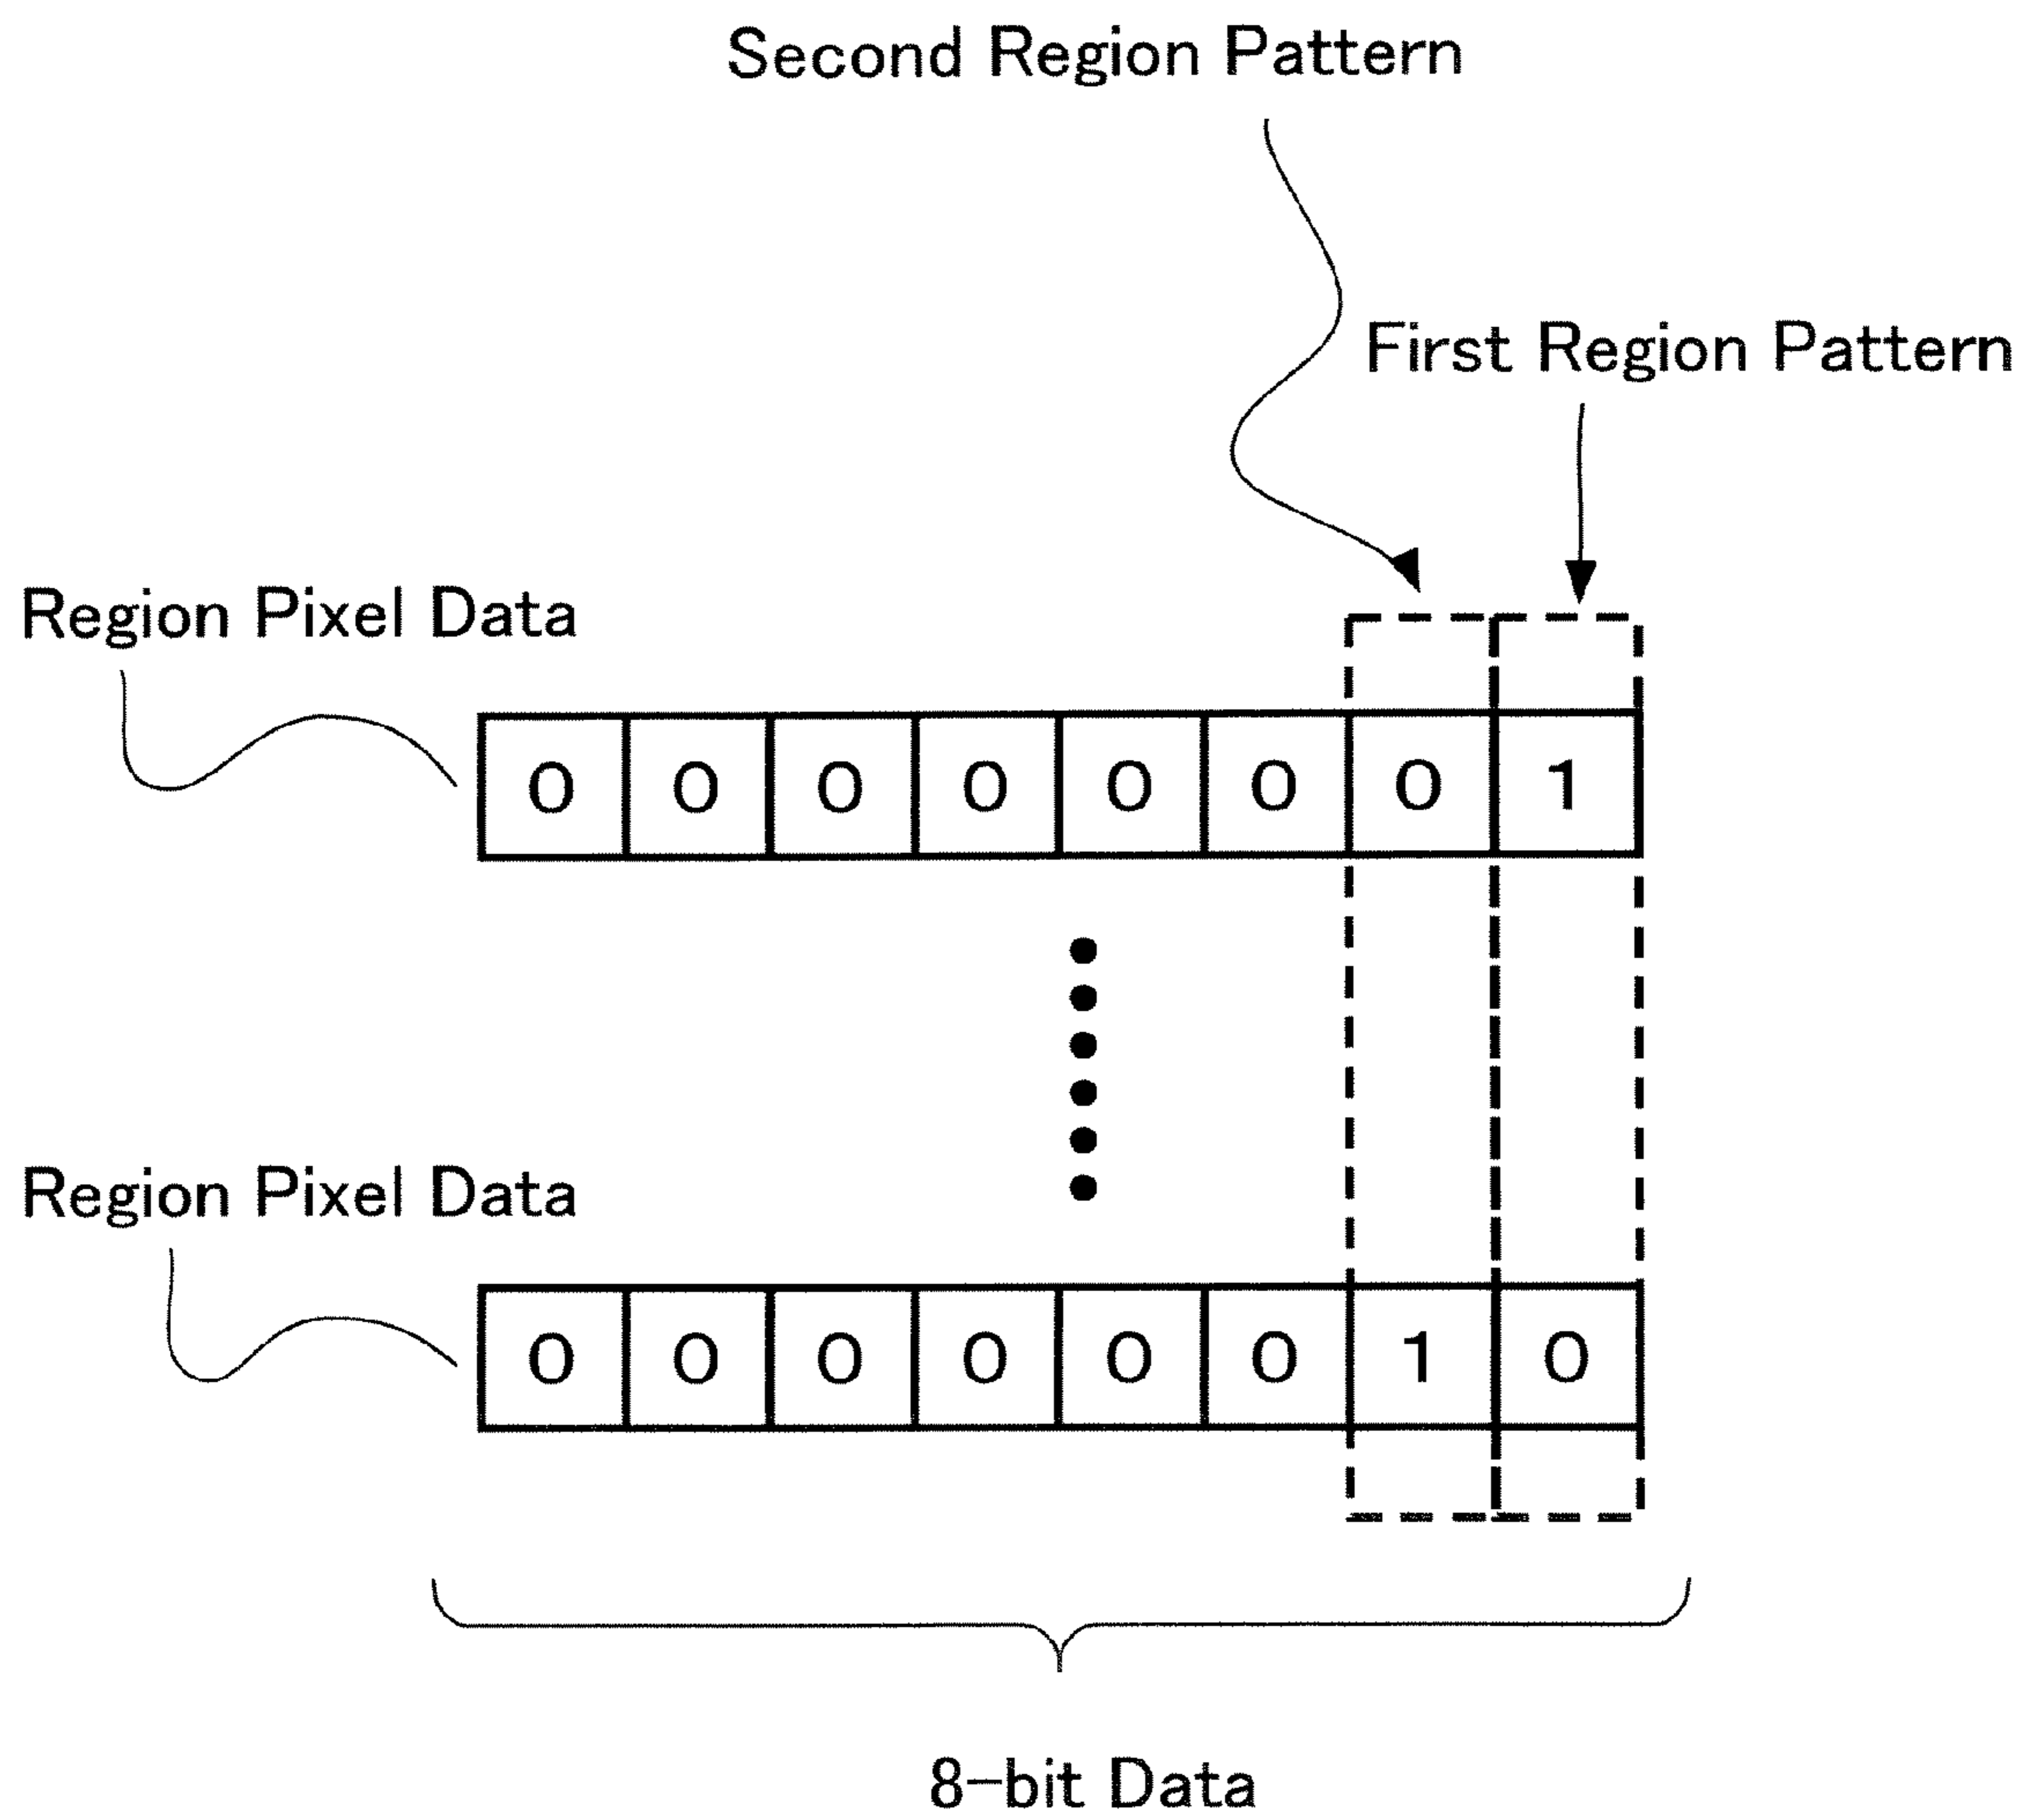 Second Region Pattern
First Region Pattern
Region Pixel Data
0 0 0 0 0 0 0 1
Region Pixel Data
0 0 0 0 0 0 1 0
8-bit Data